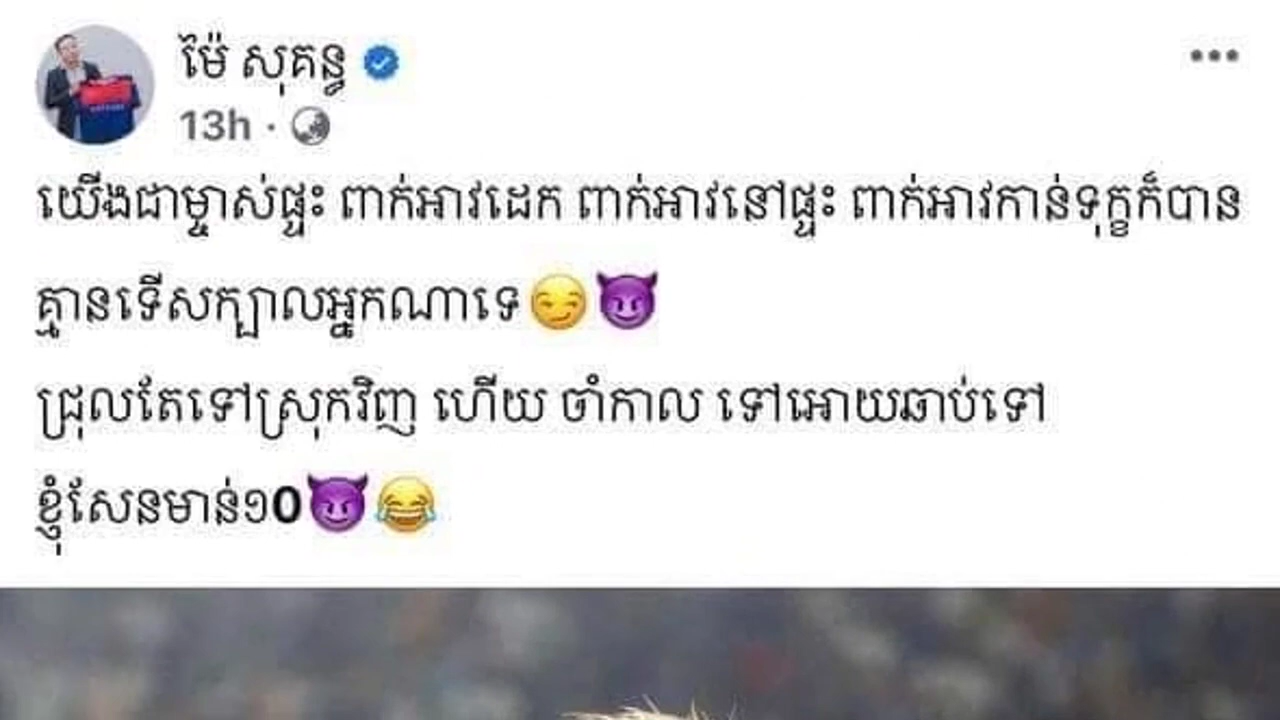 ម៉ៃ សុគន្ធ
13h ·
យើងជាម្ចាស់ផ្ទះ ពាក់អាវដេក ពាក់អាវនៅផ្ទះ ពាក់អាវកាន់ទុក្ខក៏បាន
គ្មានទើសក្បាលអ្នកណាទេ😏😈
ជ្រុលតែទៅស្រុកវិញ ហើយ ចាំកាល ទៅអោយឆាប់ទៅ
ខ្ញុំសែនមាន់១0😈😂